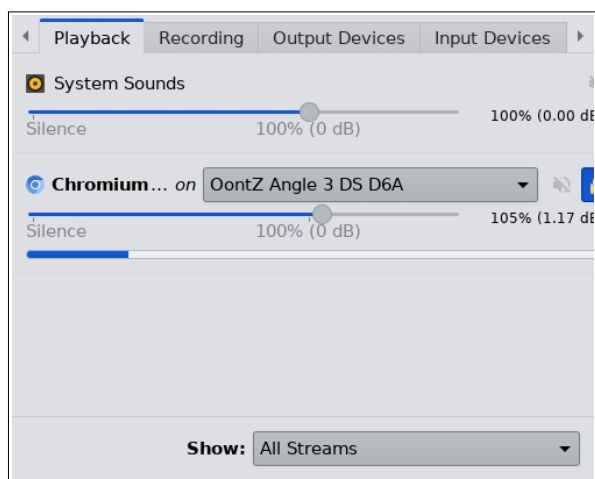 Playback Recording Output Devices Input Devices
System Sounds
100% (0.00 dB
Silence 100% (0 dB)
Chromium... on OontZ Angle 3 DS D6A
105% (1.17 dB
Silence 100% (0 dB)
Show: All Streams